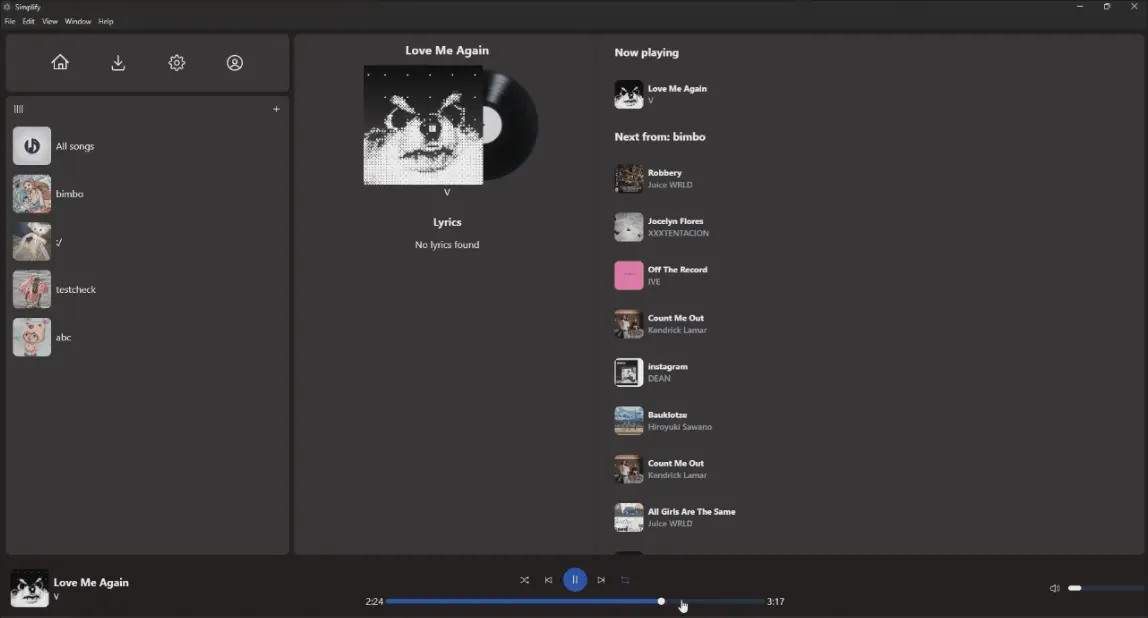 Simplify
File Edit View Window Help
All songs
bimbo
:/
testcheck
abc
Love Me Again
V
Lyrics
No lyrics found
Now playing
Love Me Again
V
Next from: bimbo
Robbery
Juice WRLD
Jocelyn Flores
XXXTENTACION
Off The Record
IVE
Count Me Out
Kendrick Lamar
instagram
DEAN
Bauklotze
Hiroyuki Sawano
Count Me Out
Kendrick Lamar
All Girls Are The Same
Juice WRLD
Love Me Again
V
2:24
3:17